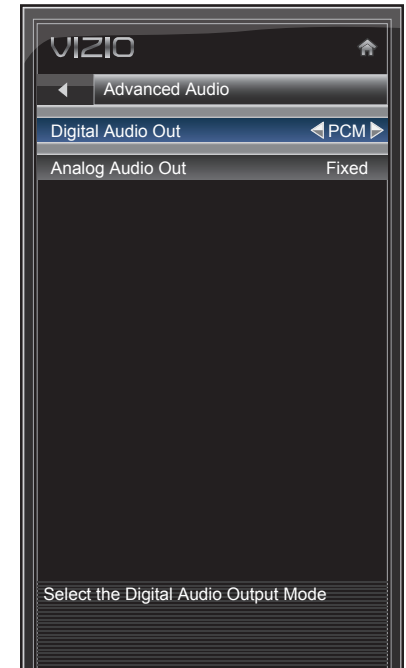 VIZIO
Advanced Audio
Digital Audio Out PCM
Analog Audio Out Fixed
Select the Digital Audio Output Mode